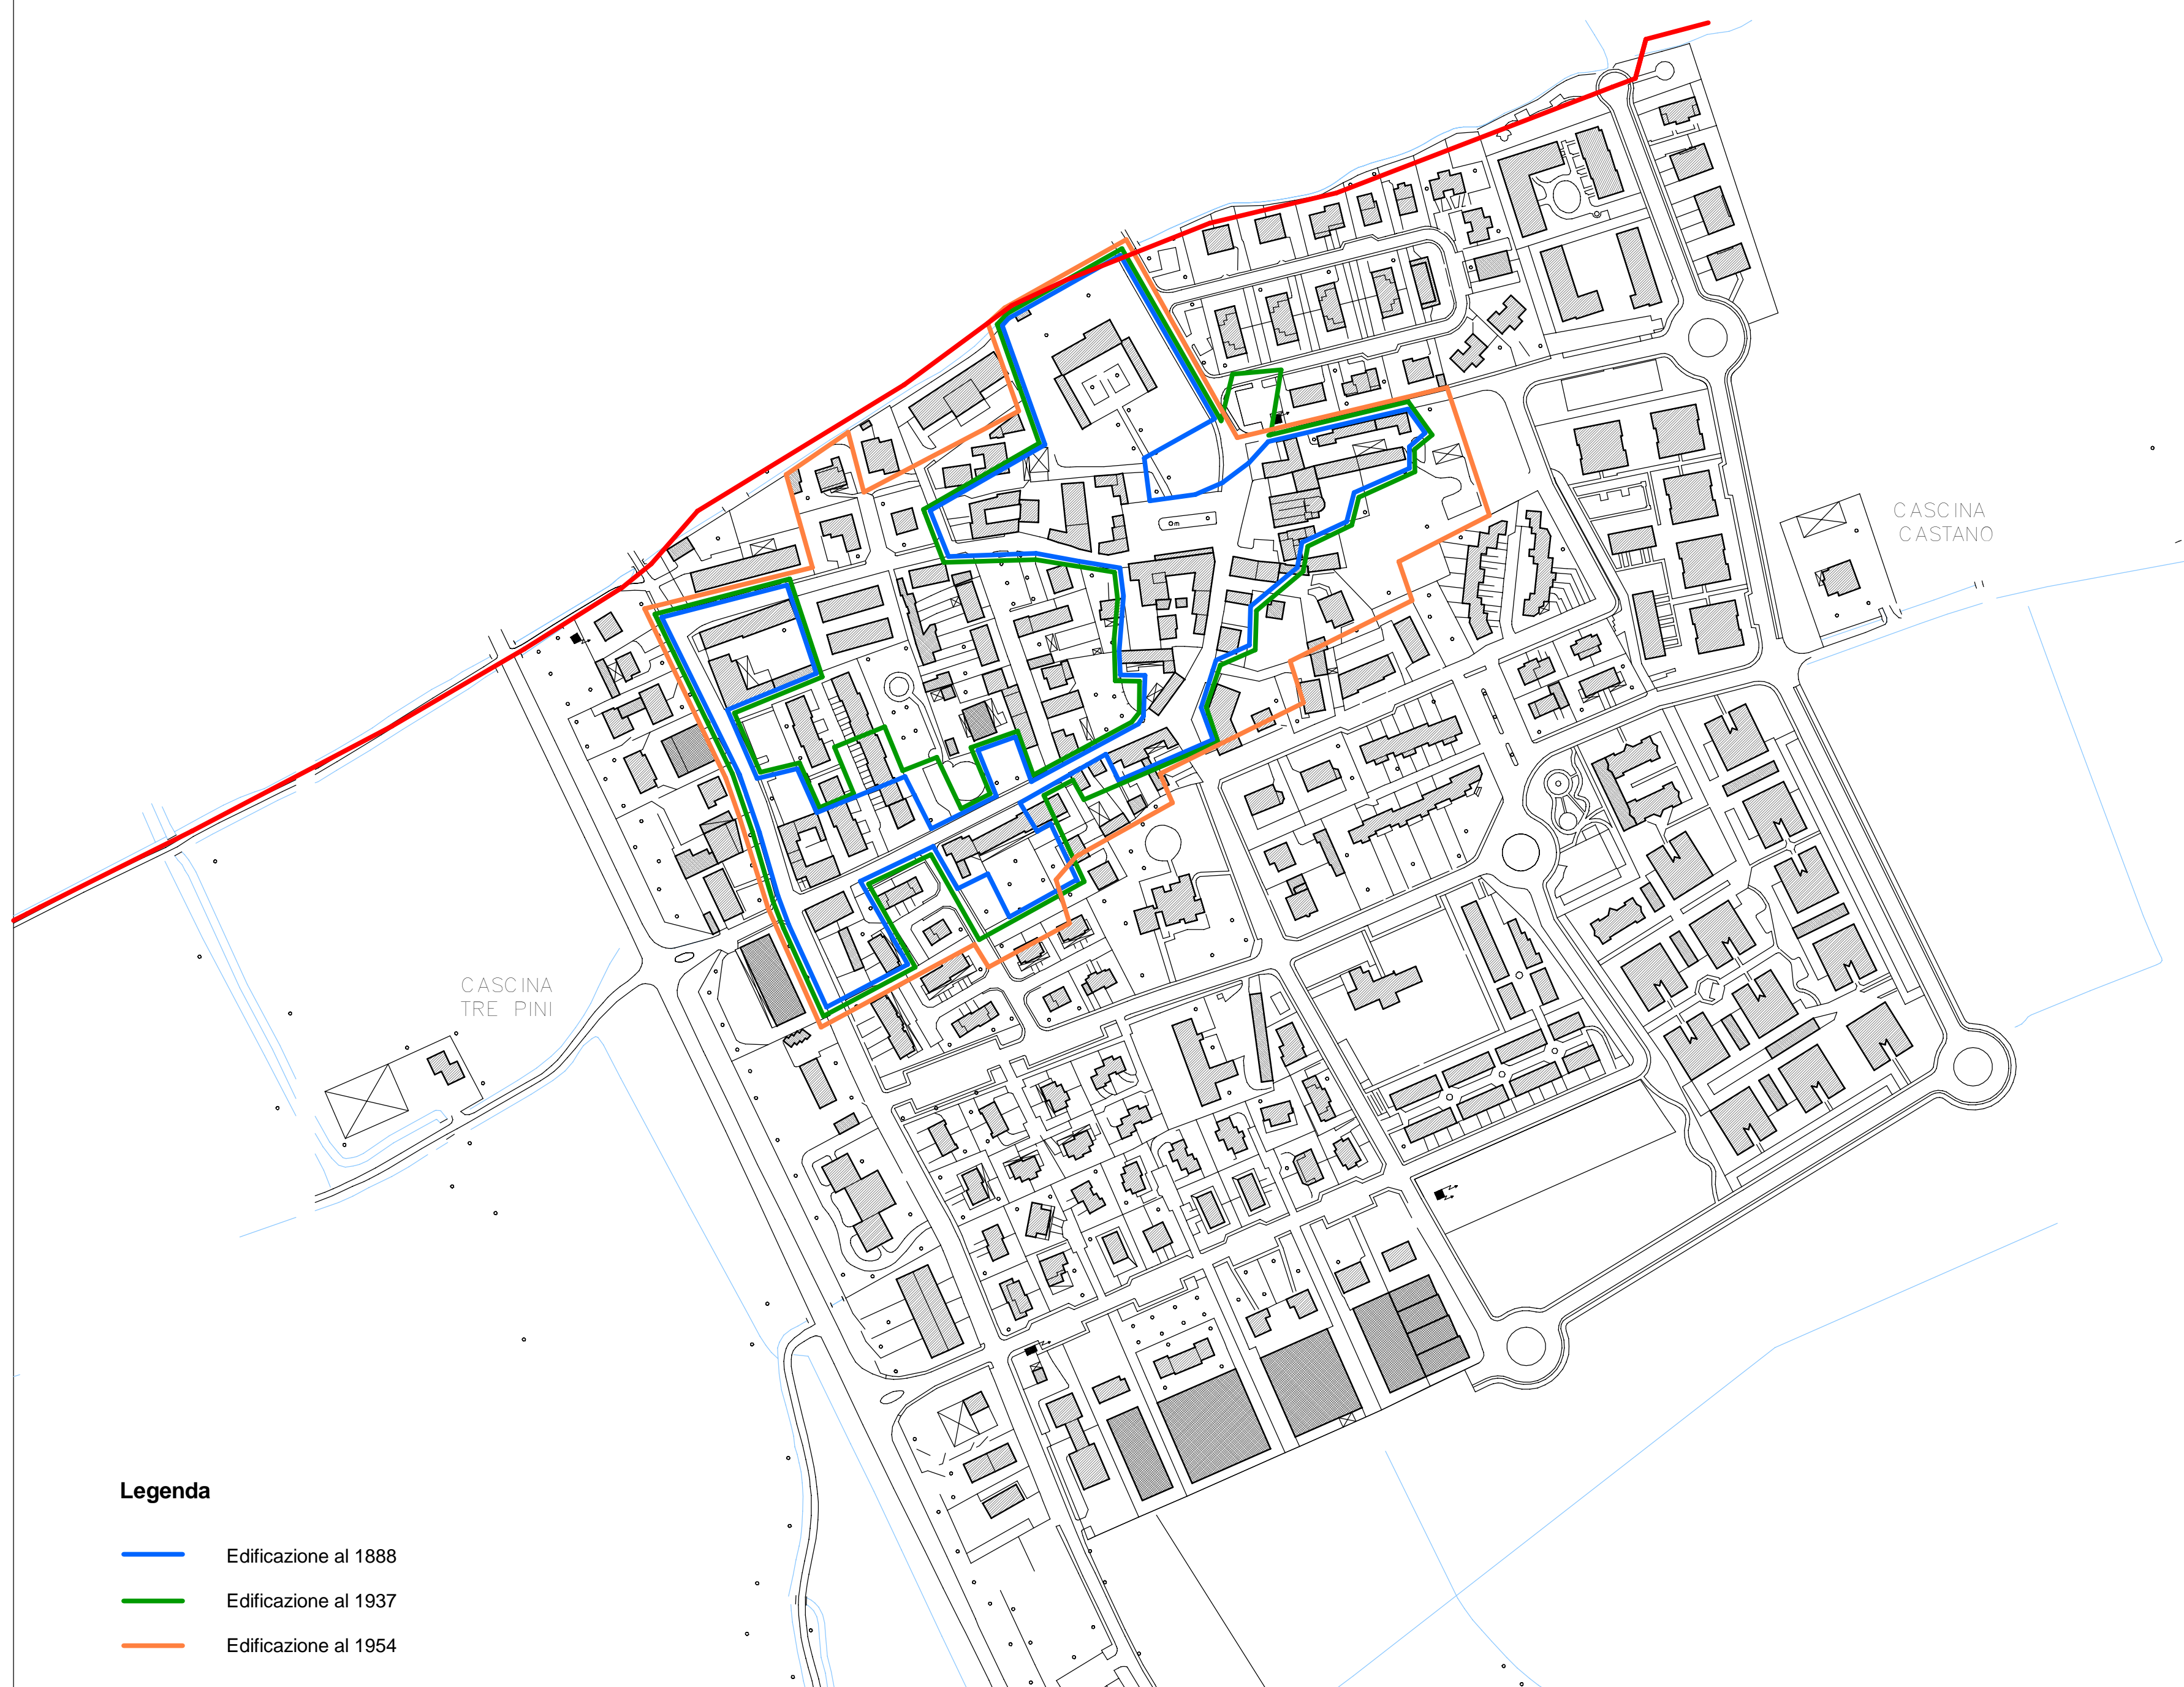 CASCINA
CASTANO
CASCINA
TRE PINI
Legenda
Edificazione al 1888
Edificazione al 1937
Edificazione al 1954